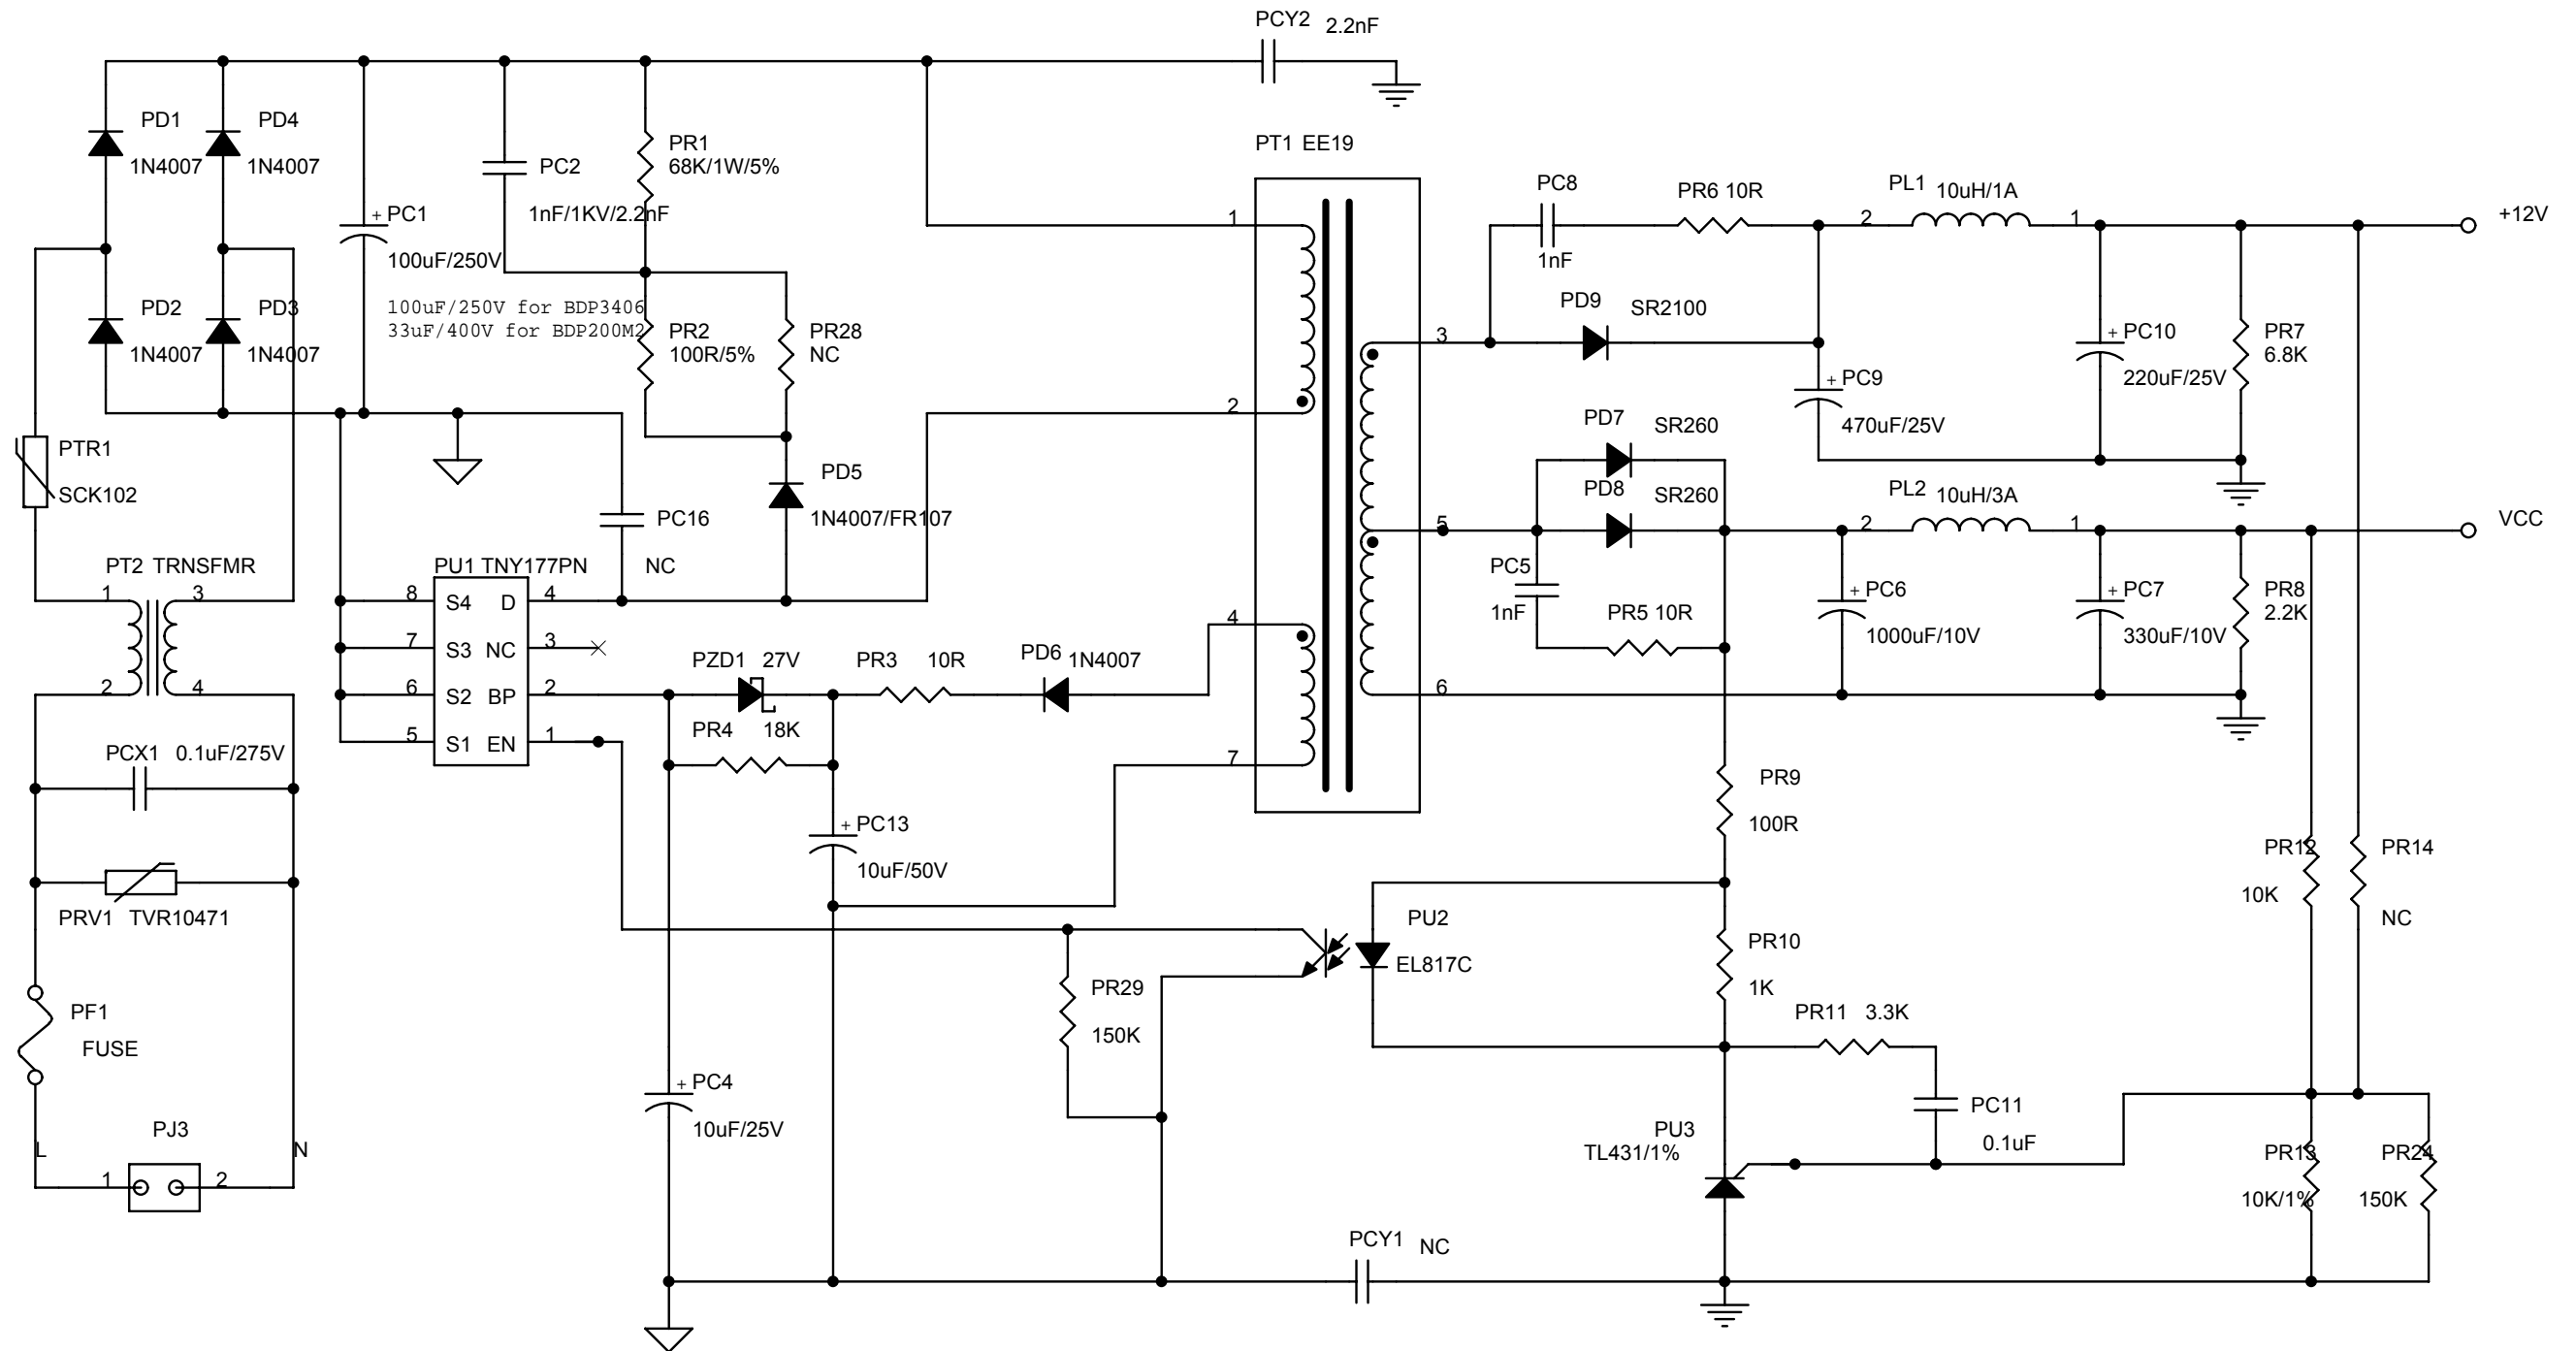 PCY2 2.2nF
PD1
1N4007
PD4
1N4007
PC2
1nF/1KV/2.2nF
PR1
68K/1W/5%
PT1 EE19
+ PC1
100uF/250V
100uF/250V for BDP3406
33uF/400V for BDP200M2
PD2
1N4007
PD3
1N4007
PR2
100R/5%
PR28
NC
1
2
4
7
3
5
6
PC8
1nF
PR6 10R
PL1 10uH/1A
2
1
+12V
PD9 SR2100
+ PC9
470uF/25V
+ PC10
220uF/25V
PR7
6.8K
PD7 SR260
PD8 SR260
PL2 10uH/3A
2
1
VCC
PC5
1nF
PR5 10R
+ PC6
1000uF/10V
+ PC7
330uF/10V
PR8
2.2K
PTR1
SCK102
PD5
1N4007/FR107
PC16
NC
PT2 TRNSFMR
1
3
2
4
PU1 TNY177PN
8 S4 D 4
7 S3 NC 3
6 S2 BP 2
5 S1 EN 1
PZD1 27V
PR3 10R
PD6 1N4007
PR4 18K
PCX1 0.1uF/275V
+ PC13
10uF/50V
PRV1 TVR10471
PR9
100R
PR12
10K
PR14
NC
PU2
EL817C
PR10
1K
PR29
150K
PR11 3.3K
PF1
FUSE
+ PC4
10uF/25V
PC11
0.1uF
PU3
TL431/1%
PR13
10K/1%
PR24
150K
PJ3
L
N
1
2
PCY1 NC